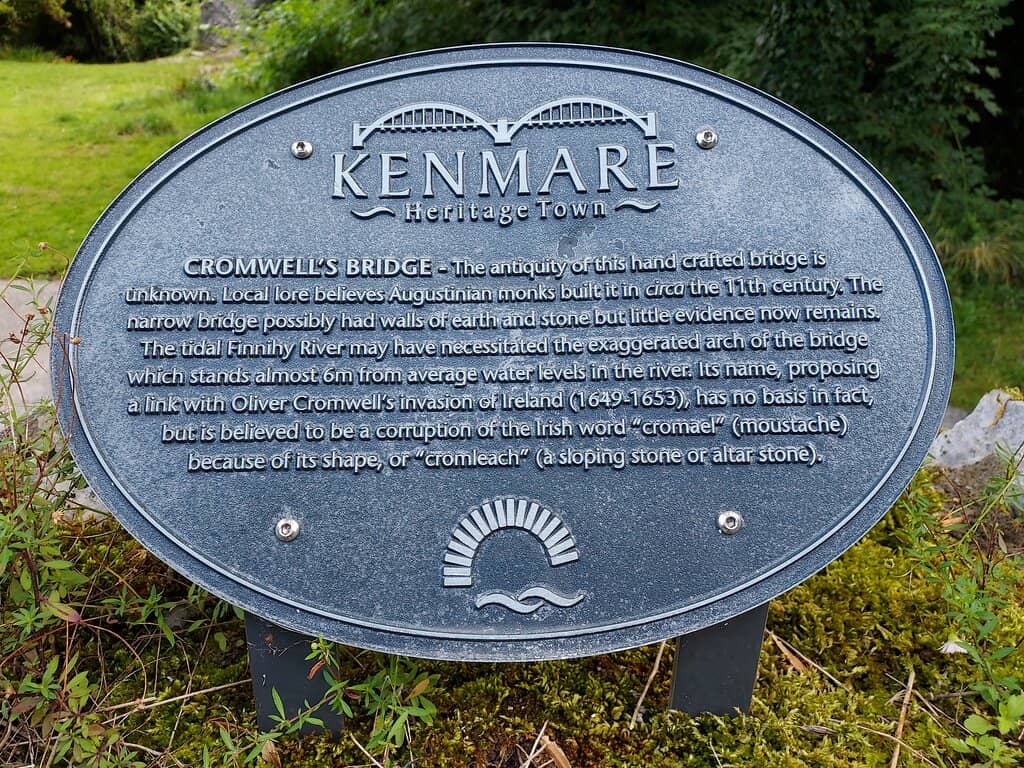 KENMARE
Heritage Town
CROMWELL'S BRIDGE - The antiquity of this hand crafted bridge is
unknown. Local lore believes Augustinian monks built it in circa the 11th century. The
narrow bridge possibly had walls of earth and stone but little evidence now remains.
The tidal Finnihy River may have necessitated the exaggerated arch of the bridge
which stands almost 6m from average water levels in the river. Its name, proposing
a link with Oliver Cromwell's invasion of Ireland (1649-1653), has no basis in fact,
but is believed to be a corruption of the Irish word "cromael" (moustache)
because of its shape, or "cromleach" (a sloping stone or altar stone).